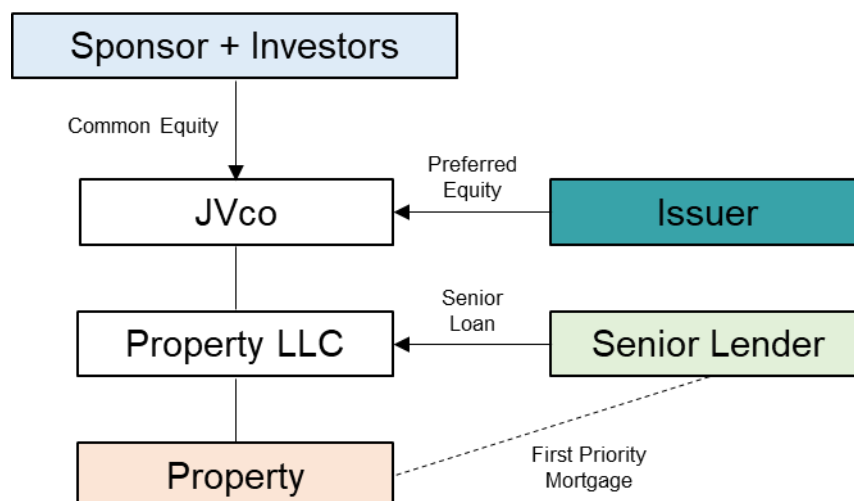 Sponsor + Investors
Common Equity
Preferred
Equity
JVco
Issuer
Senior
Loan
Property LLC
Senior Lender
Property
First Priority
Mortgage